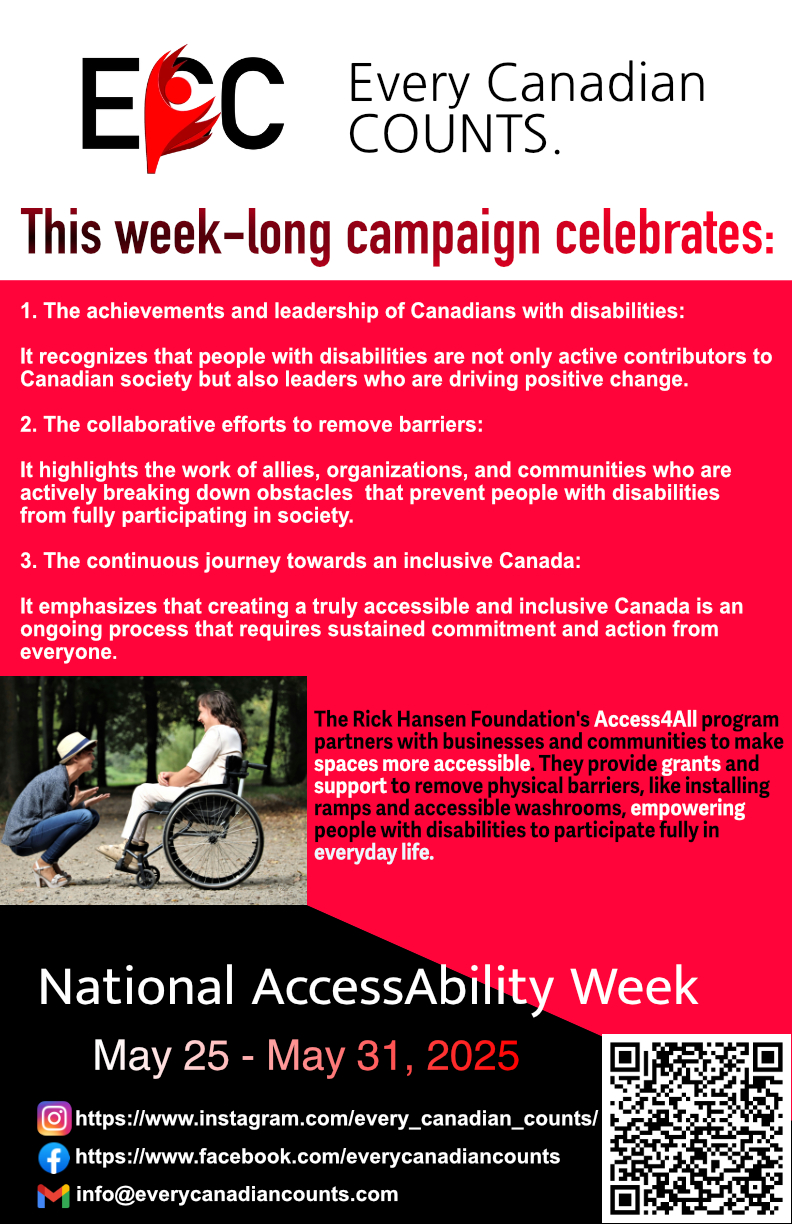 ECC
Every Canadian
COUNTS.
This week-long campaign celebrates:
1. The achievements and leadership of Canadians with disabilities:
It recognizes that people with disabilities are not only active contributors to
Canadian society but also leaders who are driving positive change.
2. The collaborative efforts to remove barriers:
It highlights the work of allies, organizations, and communities who are
actively breaking down obstacles  that prevent people with disabilities
from fully participating in society.
3. The continuous journey towards an inclusive Canada:
It emphasizes that creating a truly accessible and inclusive Canada is an
ongoing process that requires sustained commitment and action from
everyone.
The Rick Hansen Foundation's Access4All program
partners with businesses and communities to make
spaces more accessible. They provide grants and
support to remove physical barriers, like installing
ramps and accessible washrooms, empowering
people with disabilities to participate fully in
everyday life.
National AccessAbility Week
May 25 - May 31, 2025
https://www.instagram.com/every_canadian_counts/
https://www.facebook.com/everycanadiancounts
info@everycanadiancounts.com